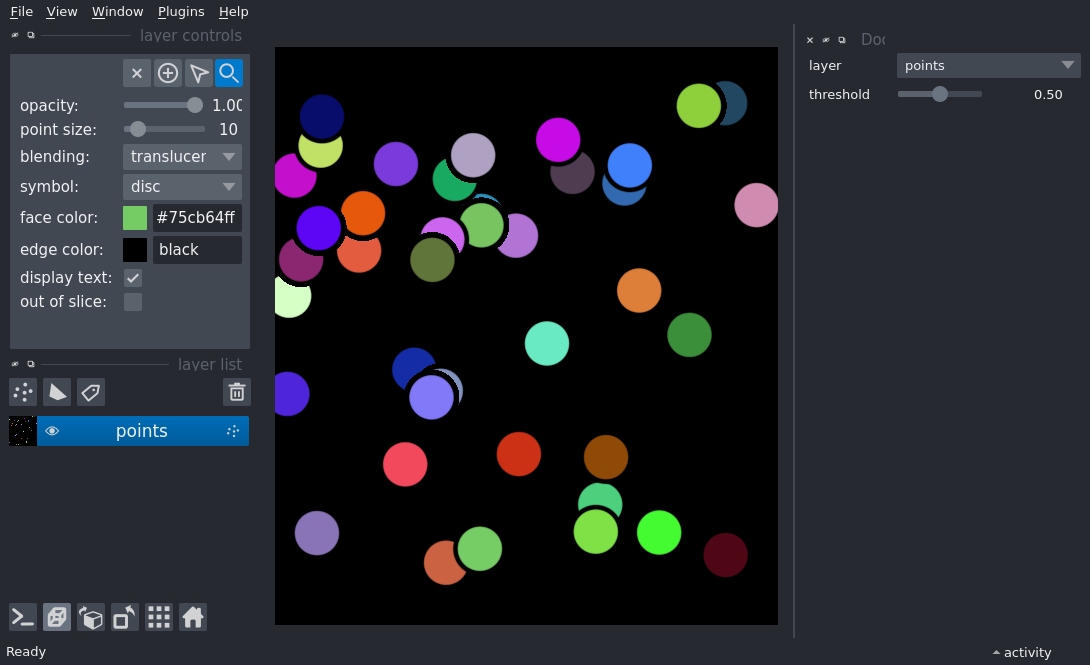 File View Window Plugins Help
layer controls
opacity: 1.00
point size: 10
blending: translucer
symbol: disc
face color: #75cb64ff
edge color: black
display text:
out of slice:
layer list
points
Doc
layer points
threshold 0.50
Ready
activity